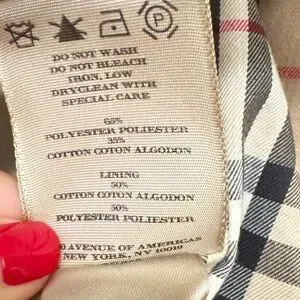 DO NOT WASH
DO NOT BLEACH
IRON, LOW
DRYCLEAN WITH
SPECIAL CARE
65%
POLYESTER POLIESTER
35%
COTTON COTON ALGODON
LINING
50%
COTTON COTON ALGODON
50%
POLYESTER POLIESTER
AVENUE OF AMERICAS
NEW YORK, NY